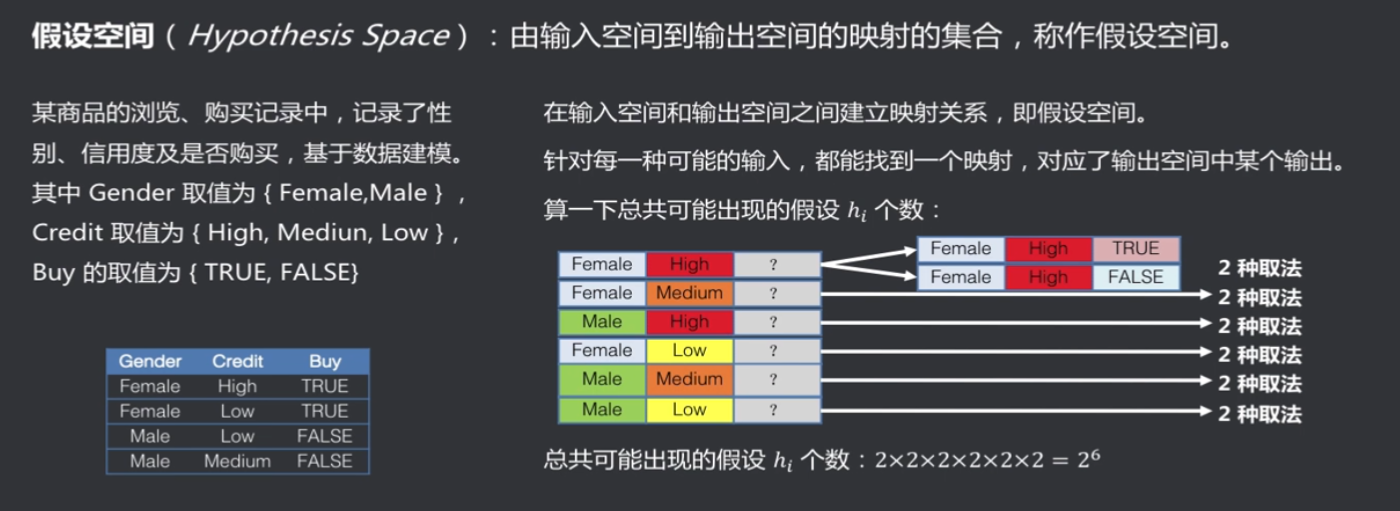 假设空间（Hypothesis Space）：由输入空间到输出空间的映射的集合，称作假设空间。
某商品的浏览、购买记录中，记录了性
别、信用度及是否购买，基于数据建模。
其中 Gender 取值为 { Female,Male } ，
Credit 取值为 { High, Mediun, Low } ,
Buy 的取值为 { TRUE, FALSE}
Gender Credit Buy
Female High TRUE
Female Low TRUE
Male Low FALSE
Male Medium FALSE
在输入空间和输出空间之间建立映射关系，即假设空间。
针对每一种可能的输入，都能找到一个映射，对应了输出空间中某个输出。
算一下总共可能出现的假设 hᵢ 个数：
Female High ?
Female Medium ?
Male High ?
Female Low ?
Male Medium ?
Male Low ?
Female High TRUE
Female High FALSE
2 种取法
2 种取法
2 种取法
2 种取法
2 种取法
2 种取法
总共可能出现的假设 hᵢ 个数：2×2×2×2×2×2 = 2⁶